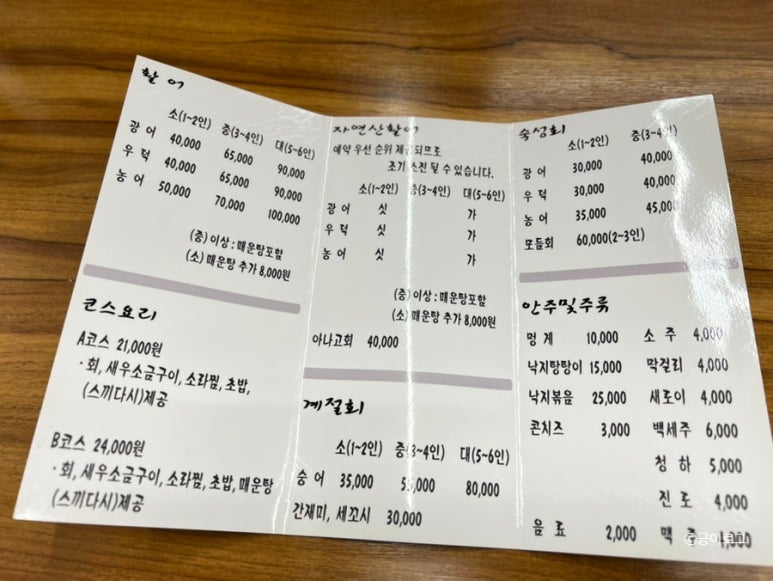 활 어
소(1~2인) 중(3~4인) 대(5~6인)
광 어 40,000 65,000 90,000
우 럭 40,000 65,000 90,000
농 어 50,000 70,000 100,000
(중) 이상 : 매운탕포함
(소) 매운탕 추가 8,000원
코스요리
A코스 21,000원
· 회, 새우소금구이, 소라찜, 초밥,
(스끼다시)제공
B코스 24,000원
· 회, 새우소금구이, 소라찜, 초밥, 매운탕
(스끼다시)제공
자연산활어
예약 우선 순위 제공되므로
조기 소진 될 수 있습니다.
소(1~2인) 중(3~4인) 대(5~6인)
광 어 싯 가
우 럭 싯 가
농 어 싯 가
(중) 이상 : 매운탕포함
(소) 매운탕 추가 8,000원
아나고회 40,000
계절회
소(1~2인) 중(3~4인) 대(5~6인)
숭 어 35,000 80,000
간재미, 세꼬시 30,000
숙성회
소(1~2인) 중(3~4인)
광 어 30,000 40,000
우 럭 30,000 40,000
농 어 35,000 45,000
모듬회 60,000(2~3인)
안주및주류
멍 게 10,000 소 주 4,000
낙지탕탕이 15,000 막걸리 4,000
낙지볶음 25,000 새로이 4,000
콘치즈 3,000 백세주 6,000
청 하 5,000
진 로 4,000
음 료 2,000 맥 주